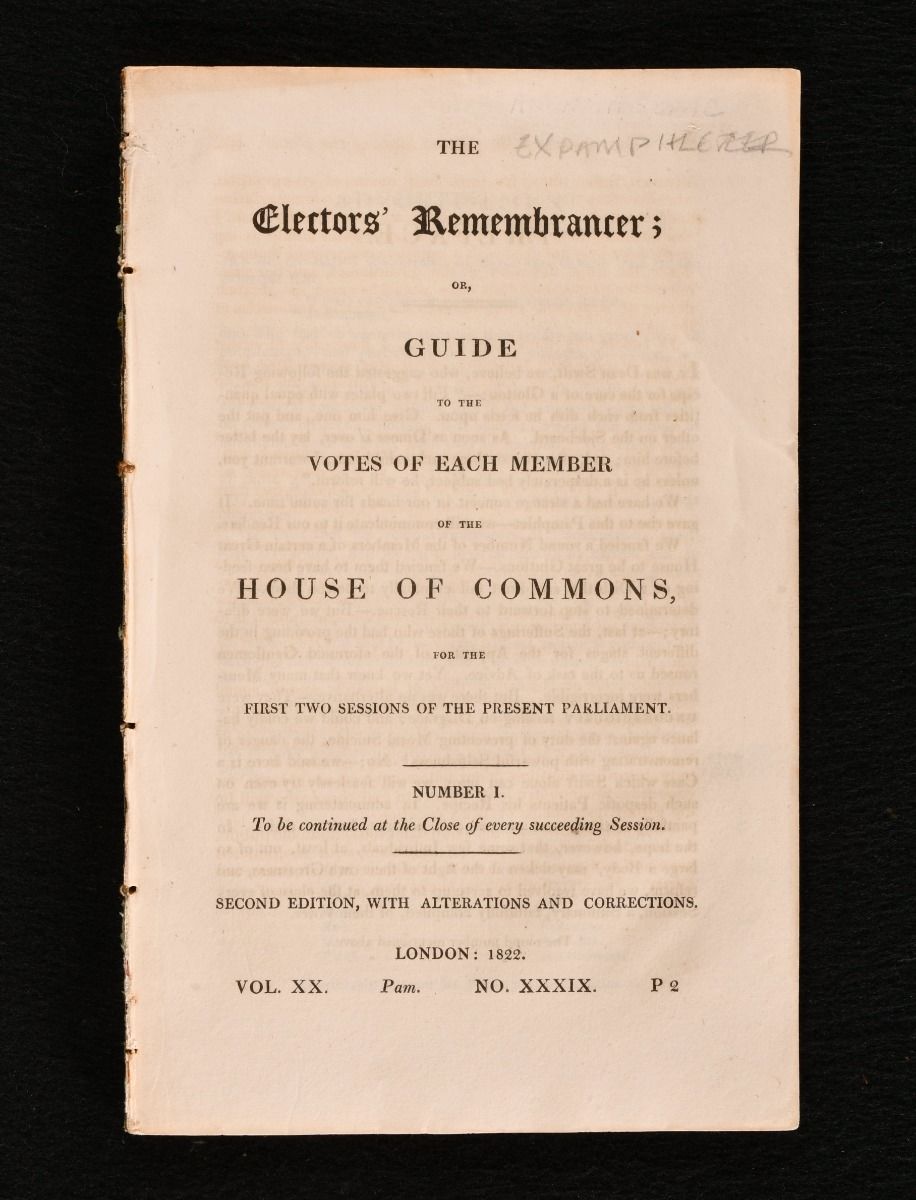 THE
EX PAMPHLETEER
Electors' Remembrancer;
OR,
GUIDE
TO THE
VOTES OF EACH MEMBER
OF THE
HOUSE OF COMMONS,
FOR THE
FIRST TWO SESSIONS OF THE PRESENT PARLIAMENT.
NUMBER I.
To be continued at the Close of every succeeding Session.
SECOND EDITION, WITH ALTERATIONS AND CORRECTIONS.
LONDON: 1822.
VOL. XX. Pam. NO. XXXIX. P 2